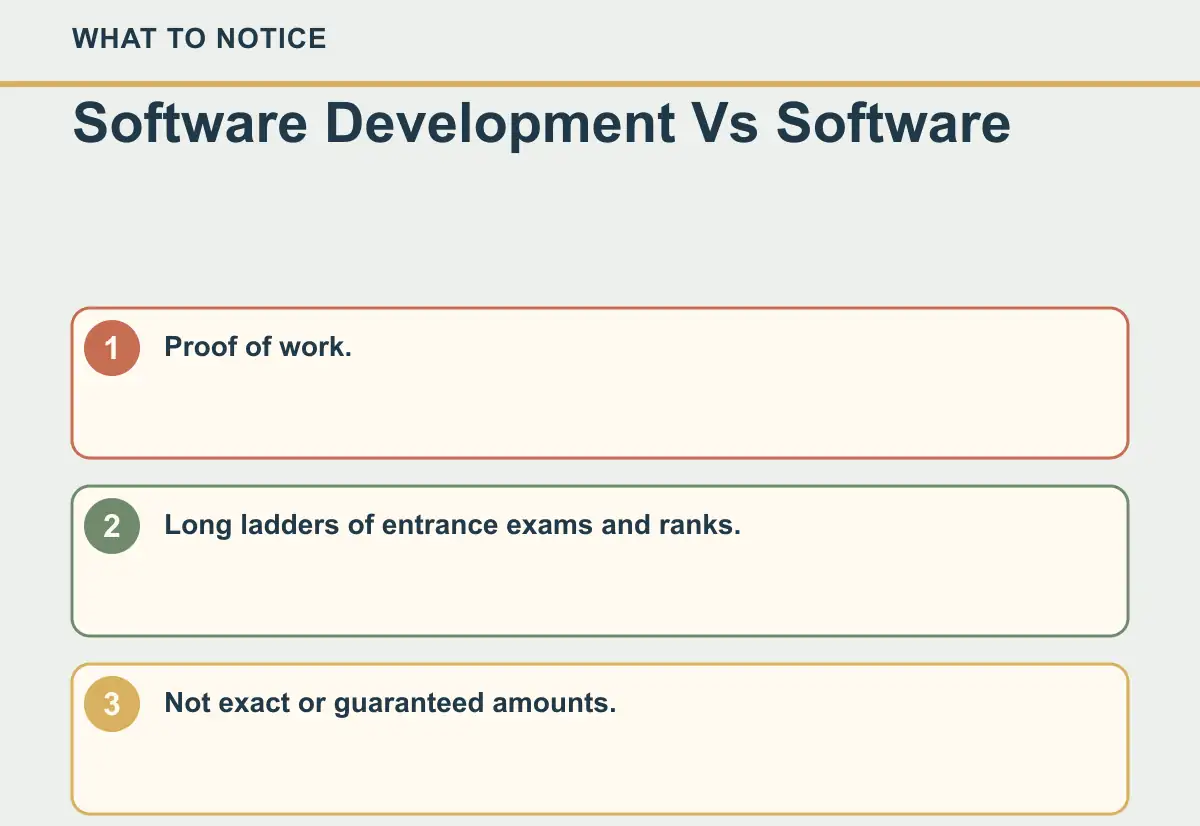 WHAT TO NOTICE
Software Development Vs Software
1 Proof of work.
2 Long ladders of entrance exams and ranks.
3 Not exact or guaranteed amounts.